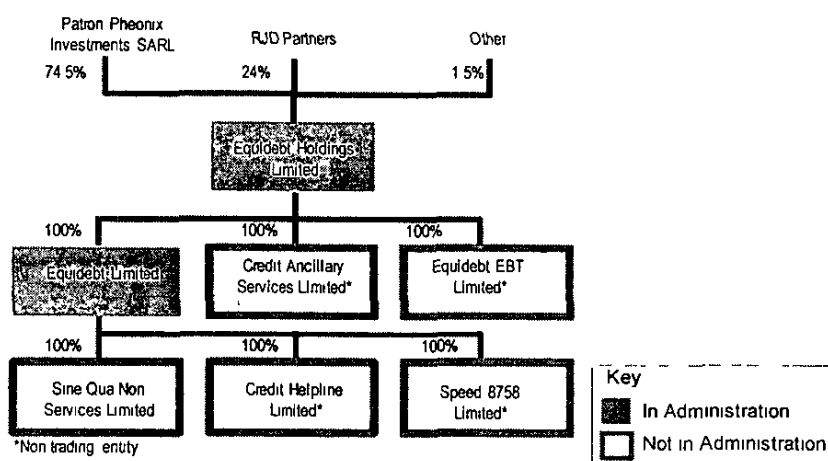 Patron Pheonix
Investments SARL
RJD Partners
Other
74 5%
24%
1 5%
Equidebt Holdings
Limited
100%
100%
100%
Equidebt Limited
Credit Ancillary
Services Limited*
Equidebt EBT
Limited*
100%
100%
100%
Sine Qua Non
Services Limited
Credit Helpline
Limited*
Speed 8758
Limited*
*Non trading entity
Key
In Administration
Not in Administration